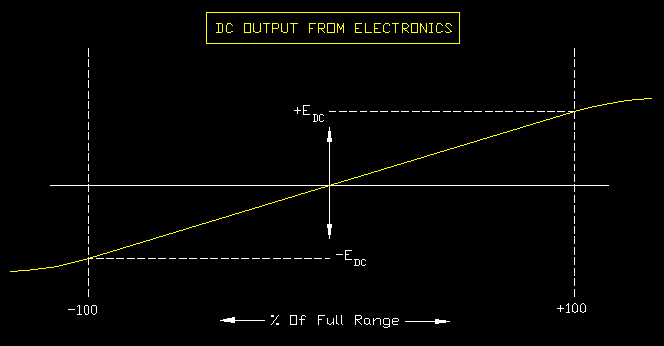 DC OUTPUT FROM ELECTRONICS
+EDC
-EDC
-100
+100
% Of Full Range